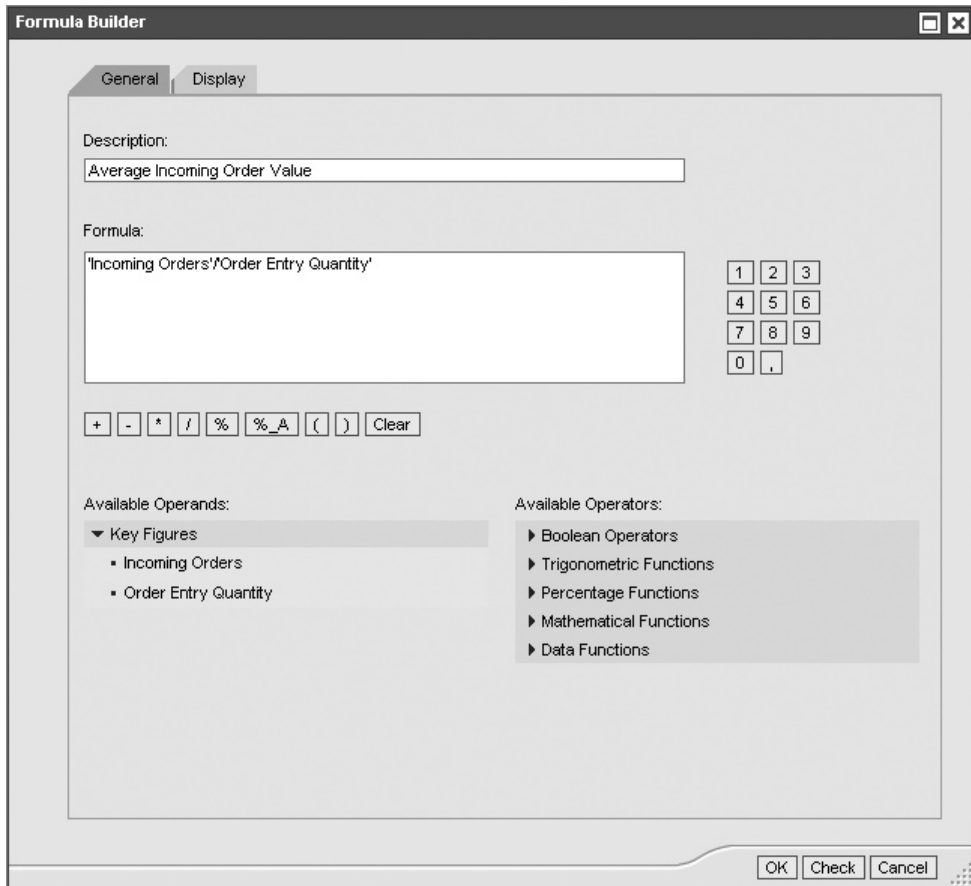 Formula Builder
General Display
Description:
Average Incoming Order Value
Formula:
'Incoming Orders'/'Order Entry Quantity'
1 2 3
4 5 6
7 8 9
0 ,
+ - * / % %_A ( ) Clear
Available Operands:
Key Figures
Incoming Orders
Order Entry Quantity
Available Operators:
Boolean Operators
Trigonometric Functions
Percentage Functions
Mathematical Functions
Data Functions
OK Check Cancel